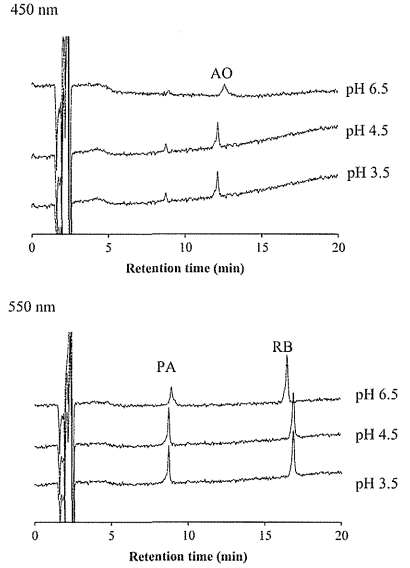 450 nm
AO
pH 6.5
pH 4.5
pH 3.5
0 5 10 15 20
Retention time (min)
550 nm
PA RB
pH 6.5
pH 4.5
pH 3.5
0 5 10 15 20
Retention time (min)